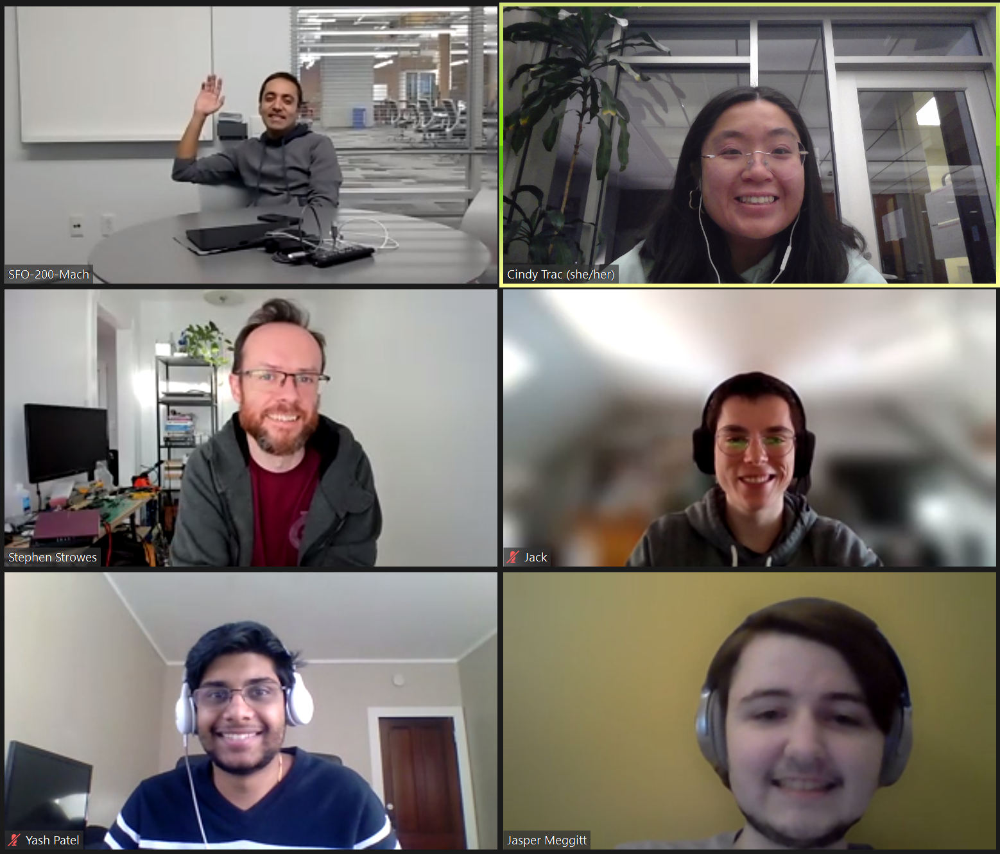 SFO-200-Mach
Cindy Trac (she/her)
Stephen Strowes
Jack
Yash Patel
Jasper Meggitt